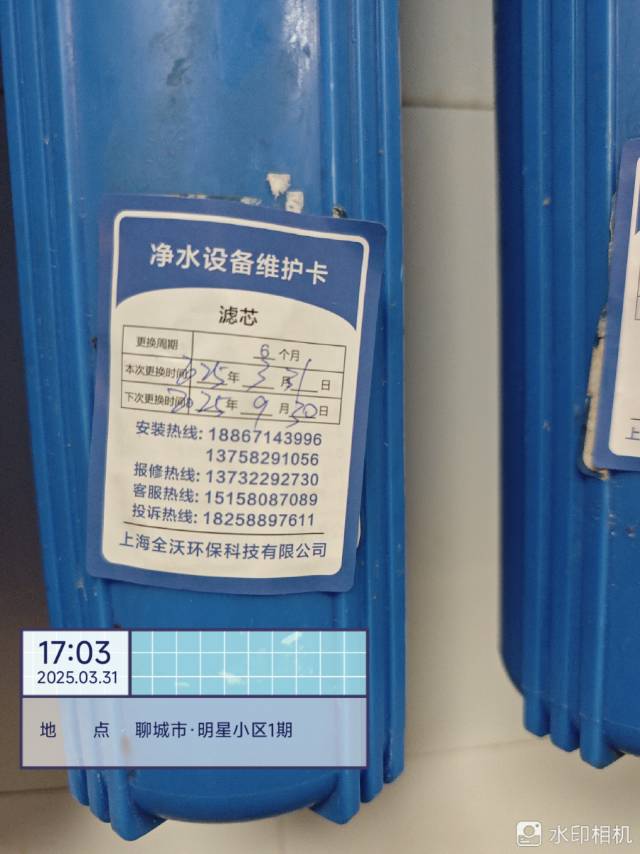 净水设备维护卡
滤芯
更换周期 6 个月
本次更换时间 2025年 3 月 31 日
下次更换时间 2025年 9 月 30 日
安装热线: 18867143996
13758291056
报修热线: 13732292730
客服热线: 15158087089
投诉热线: 18258897611
上海全沃环保科技有限公司
上
17:03
2025.03.31
地 点 聊城市·明星小区1期
水印相机